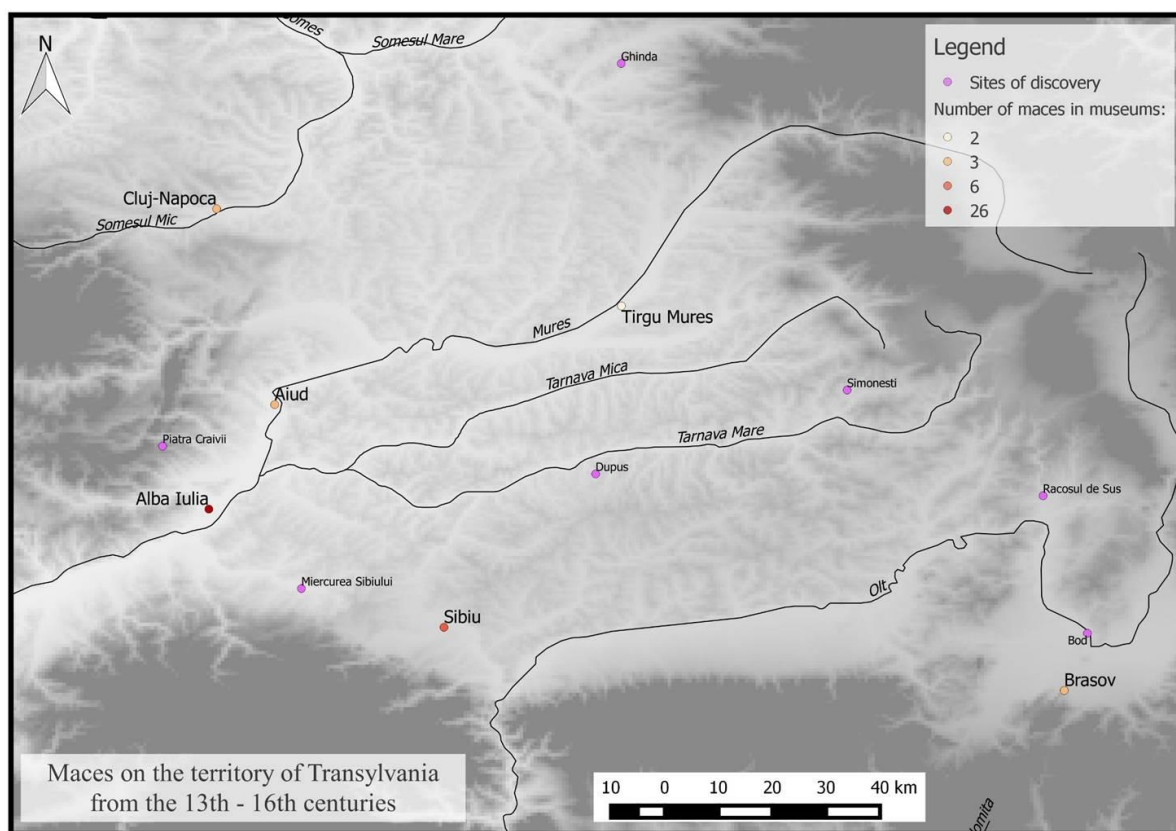 Somes
Somesul Mare
N
Ghinda
Legend
Sites of discovery
Number of maces in museums:
2
3
6
26
Cluj-Napoca
Somesul Mic
Mures
Tirgu Mures
Tarnava Mica
Aiud
Simonesti
Piatra Craivii
Tarnava Mare
Dupus
Alba Iulia
Racosul de Sus
Miercurea Sibiului
Olt
Sibiu
Bod
Brasov
Maces on the territory of Transylvania
from the 13th - 16th centuries
10 0 10 20 30 40 km
lomita